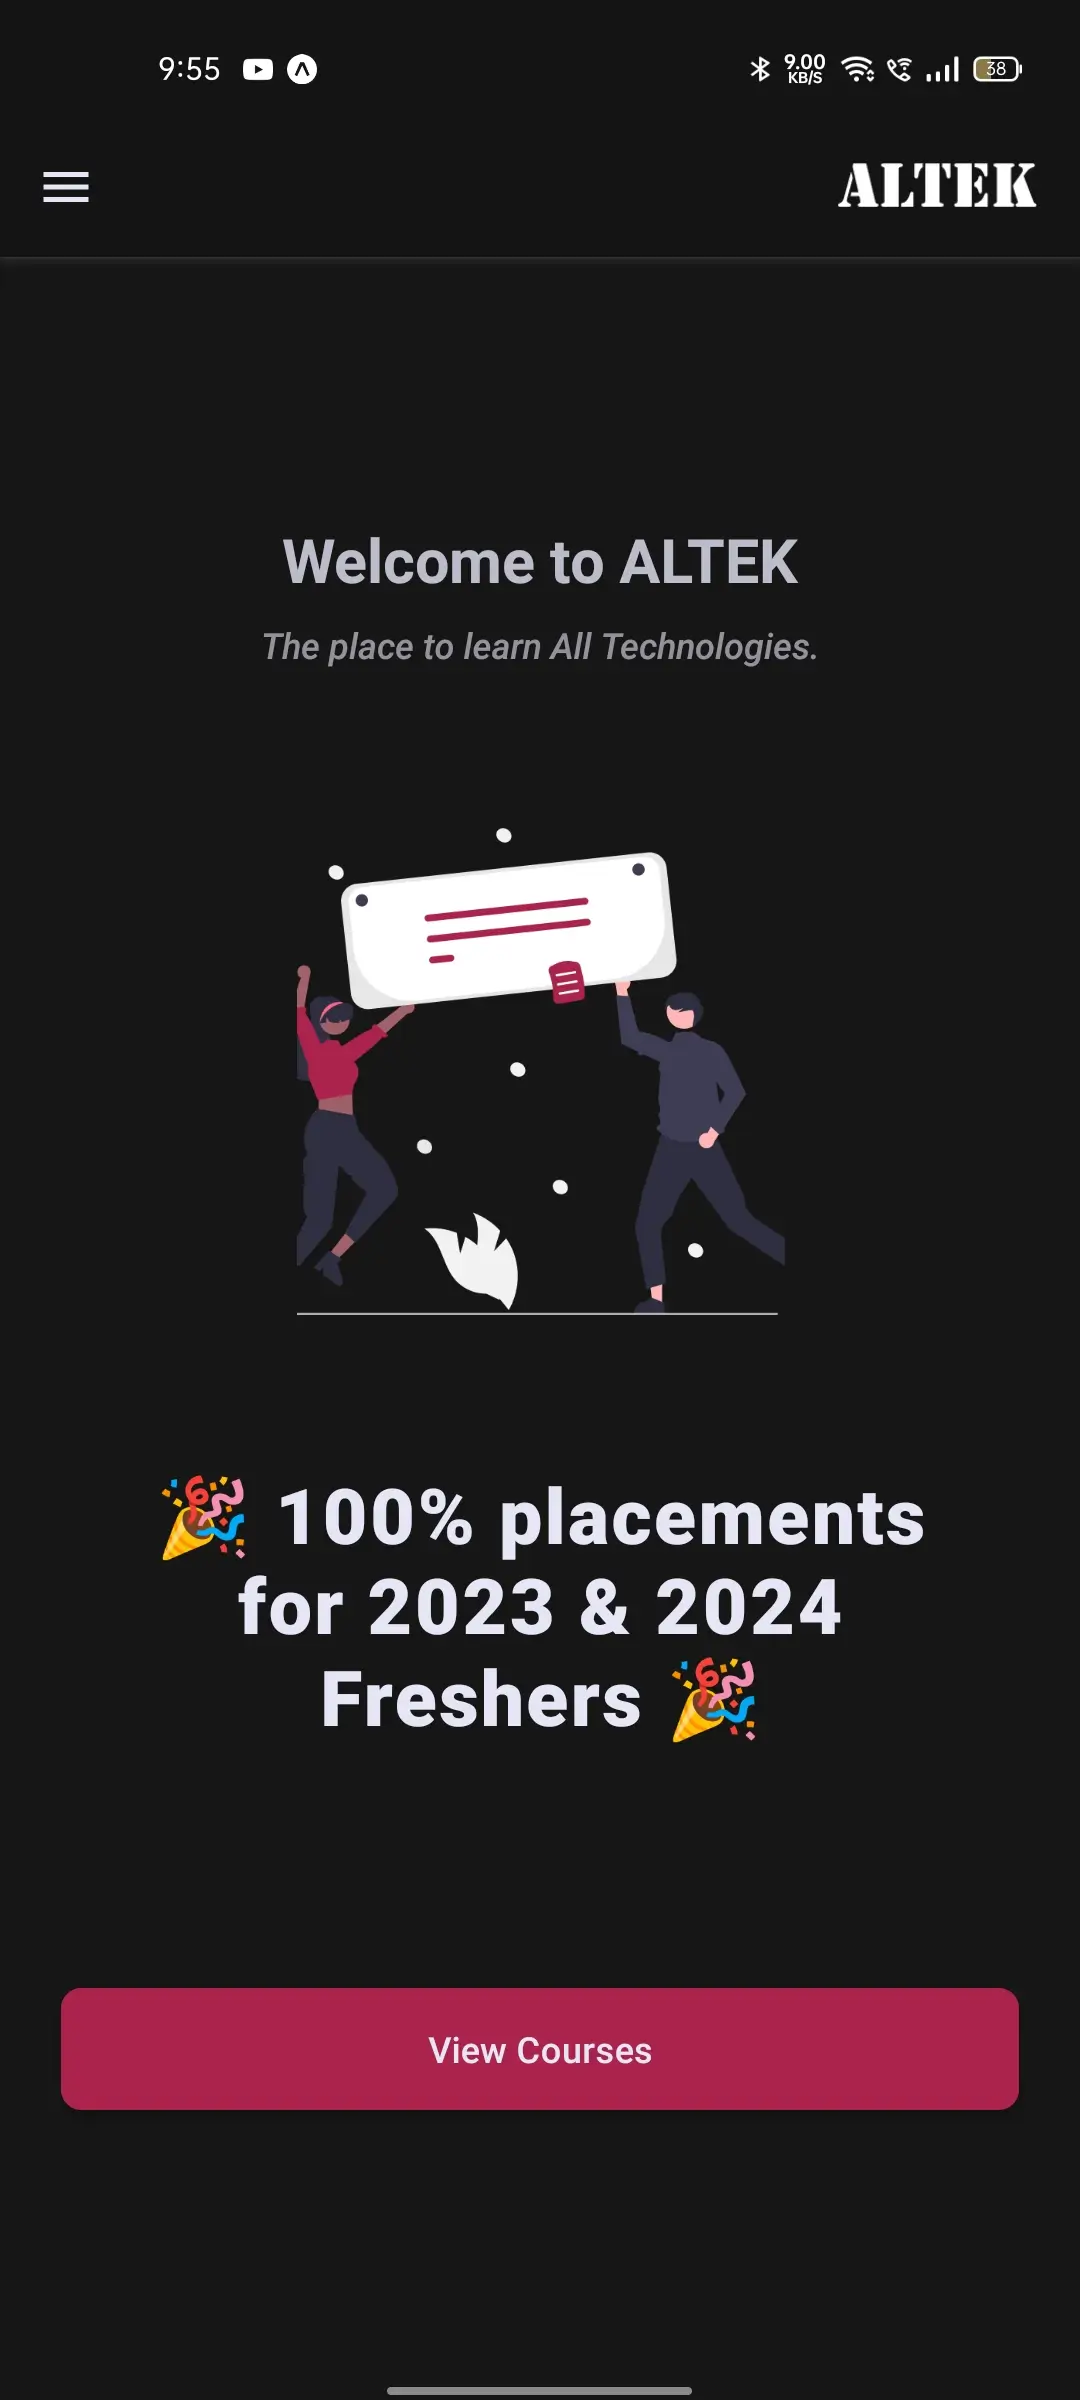 9:55 9.00 KB/S 38
ALTEK
Welcome to ALTEK
The place to learn All Technologies.
🎉 100% placements
for 2023 & 2024
Freshers 🎉
View Courses